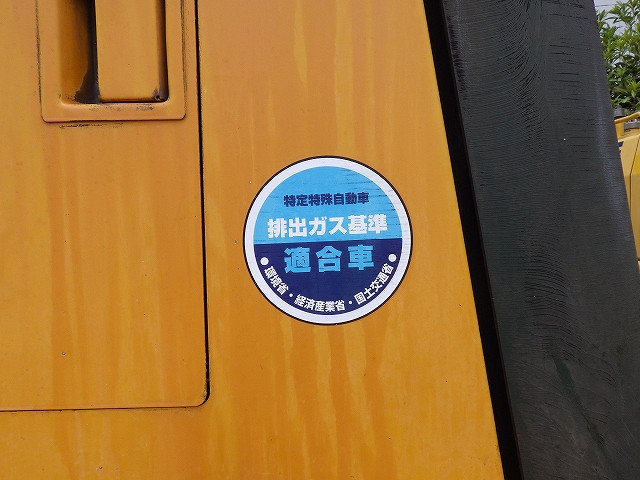 特定特殊自動車
排出ガス基準
適合車
●環境省・経済産業省・国土交通省●